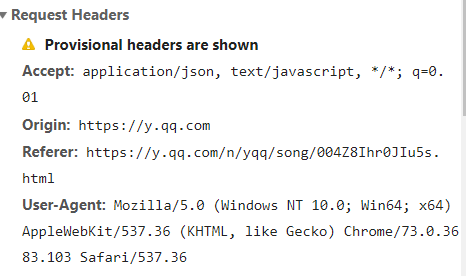 Request Headers
Provisional headers are shown
Accept: application/json, text/javascript, */*; q=0.
01
Origin: https://y.qq.com
Referer: https://y.qq.com/n/yqq/song/004Z8Ihr0JIu5s.
html
User-Agent: Mozilla/5.0 (Windows NT 10.0; Win64; x64)
AppleWebKit/537.36 (KHTML, like Gecko) Chrome/73.0.36
83.103 Safari/537.36